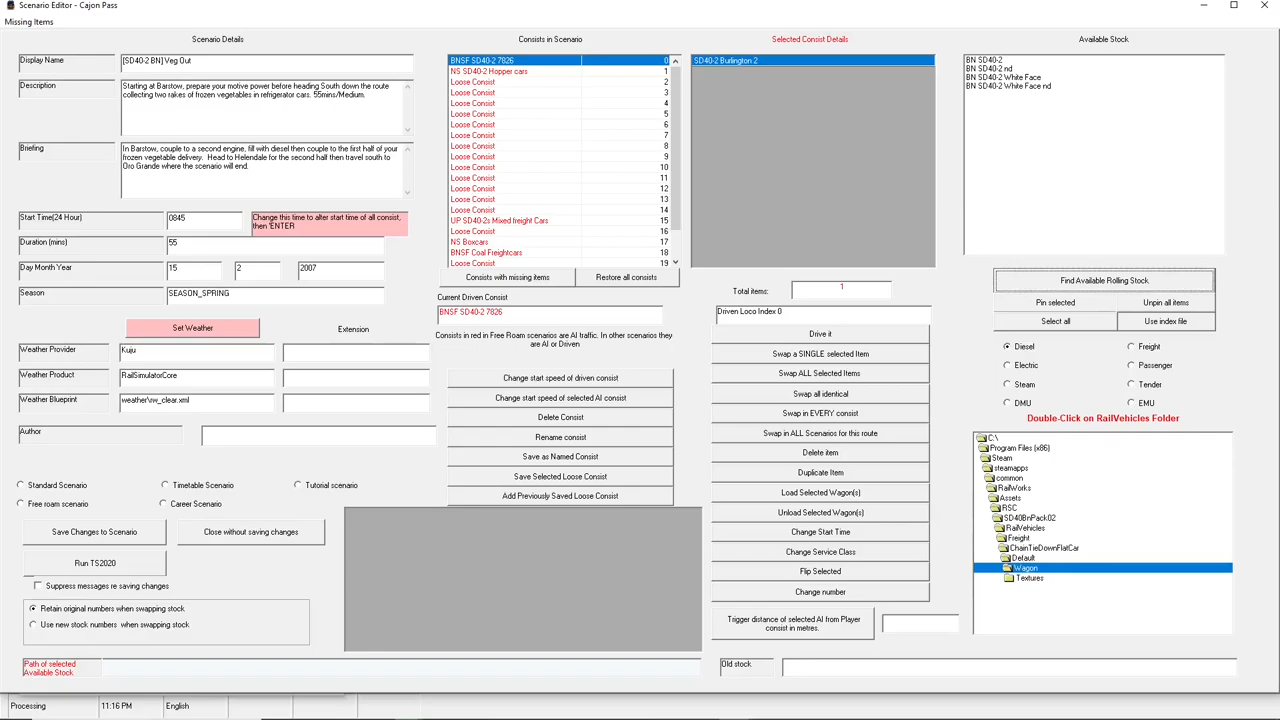 Scenario Editor - Cajon Pass
Missing Items
Scenario Details
Display Name
[SD40-2 BN] Veg Out
Description
Starting at Barstow, prepare your motive power before heading South down the route
collecting two rakes of frozen vegetables in refrigerator cars. 55mins/Medium.
Briefing
In Barstow, couple to a second engine, fill with diesel then couple to the first half of your
frozen vegetable delivery. Head to Helendale for the second half then travel south to
Oro Grande where the scenario will end.
Start Time(24 Hour)
0845
Change this time to alter start time of all consist,
then 'ENTER
Duration (mins)
55
Day Month Year
15
2
2007
Season
SEASON_SPRING
Set Weather
Extension
Weather Provider
Kuju
Weather Product
RailSimulatorCore
Weather Blueprint
weather\rw_clear.xml
Author
Standard Scenario
Timetable Scenario
Tutorial scenario
Free roam scenario
Career Scenario
Save Changes to Scenario
Close without saving changes
Run TS2020
Suppress messages re saving changes
Retain original numbers when swapping stock
Use new stock numbers when swapping stock
Path of selected
Available Stock
Consists in Scenario
BNSF SD40-2 7826 0
NS SD40-2 Hopper cars 1
Loose Consist 2
Loose Consist 3
Loose Consist 4
Loose Consist 5
Loose Consist 6
Loose Consist 7
Loose Consist 8
Loose Consist 9
Loose Consist 10
Loose Consist 11
Loose Consist 12
Loose Consist 13
Loose Consist 14
UP SD40-2s Mixed freight Cars 15
Loose Consist 16
NS Boxcars 17
BNSF Coal Freightcars 18
Loose Consist 19
Consists with missing items
Restore all consists
Current Driven Consist
BNSF SD40-2 7826
Consists in red in Free Roam scenarios are AI traffic. In other scenarios they
are AI or Driven
Change start speed of driven consist
Change start speed of selected AI consist
Delete Consist
Rename consist
Save as Named Consist
Save Selected Loose Consist
Add Previously Saved Loose Consist
Selected Consist Details
SD40-2 Burlington 2
Total items:
1
Driven Loco Index 0
Drive it
Swap a SINGLE selected Item
Swap ALL Selected Items
Swap all identical
Swap in EVERY consist
Swap in ALL Scenarios for this route
Delete item
Duplicate Item
Load Selected Wagon(s)
Unload Selected Wagon(s)
Change Start Time
Change Service Class
Flip Selected
Change number
Trigger distance of selected AI from Player
consist in metres.
Old stock
Available Stock
BN SD40-2
BN SD40-2 nd
BN SD40-2 White Face
BN SD40-2 White Face nd
Find Available Rolling Stock
Pin selected
Unpin all items
Select all
Use index file
Diesel
Freight
Electric
Passenger
Steam
Tender
DMU
EMU
Double-Click on RailVehicles Folder
C:\
Program Files (x86)
Steam
steamapps
common
RailWorks
Assets
RSC
SD40BnPack02
RailVehicles
Freight
ChainTieDownFlatCar
Default
Wagon
Textures
Processing
11:16 PM
English